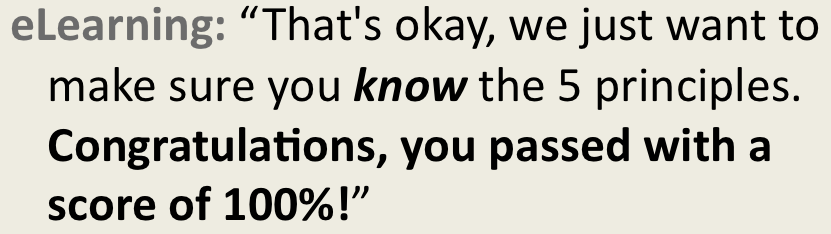 eLearning: “That's okay, we just want to
make sure you know the 5 principles.
Congratulations, you passed with a
score of 100%!”